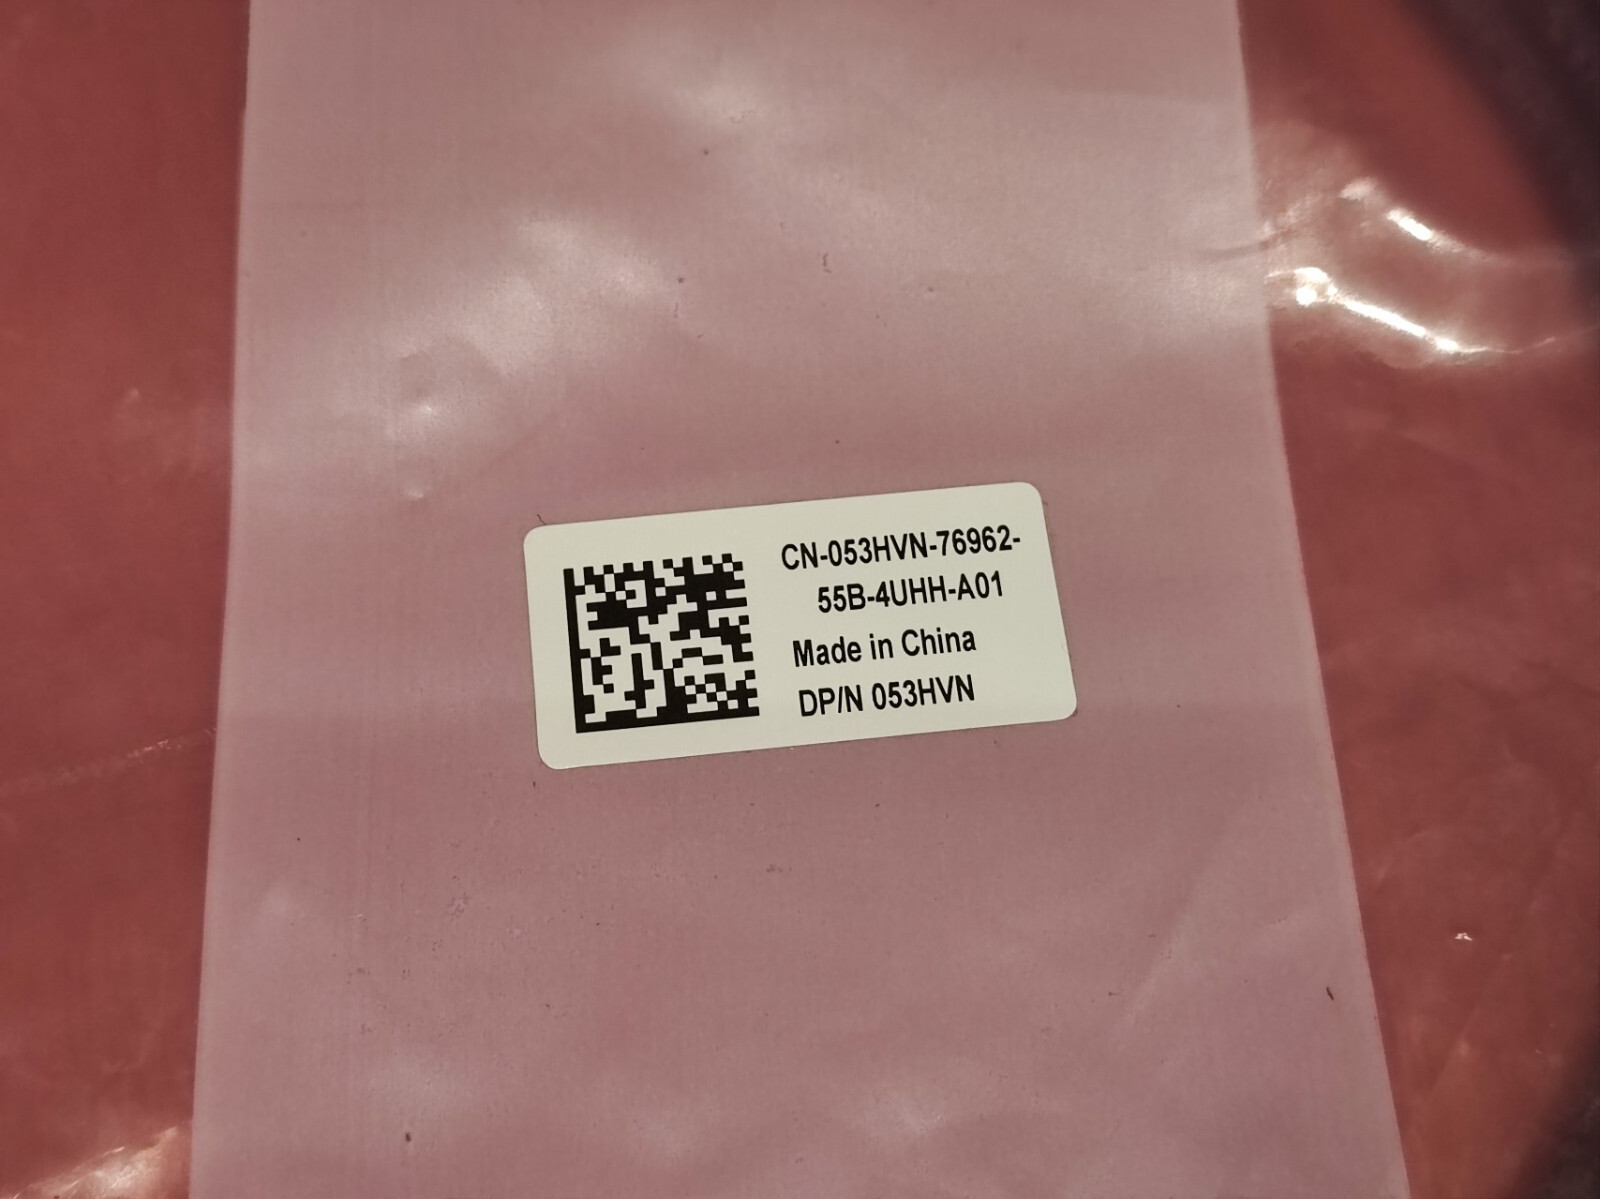 CN-053HVN-76962-
55B-4UHH-A01
Made in China
DP/N 053HVN